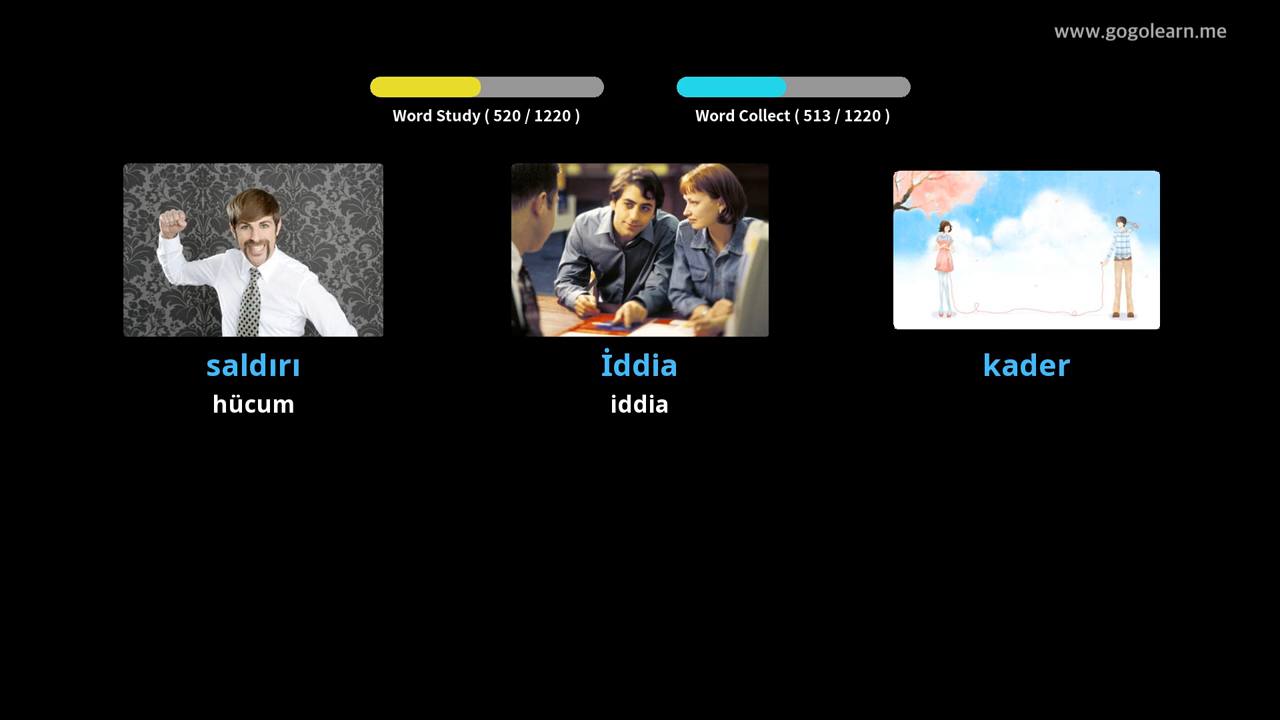 www.gogolearn.me
Word Study ( 520 / 1220 )
Word Collect ( 513 / 1220 )
saldırı
hücum
İddia
iddia
kader